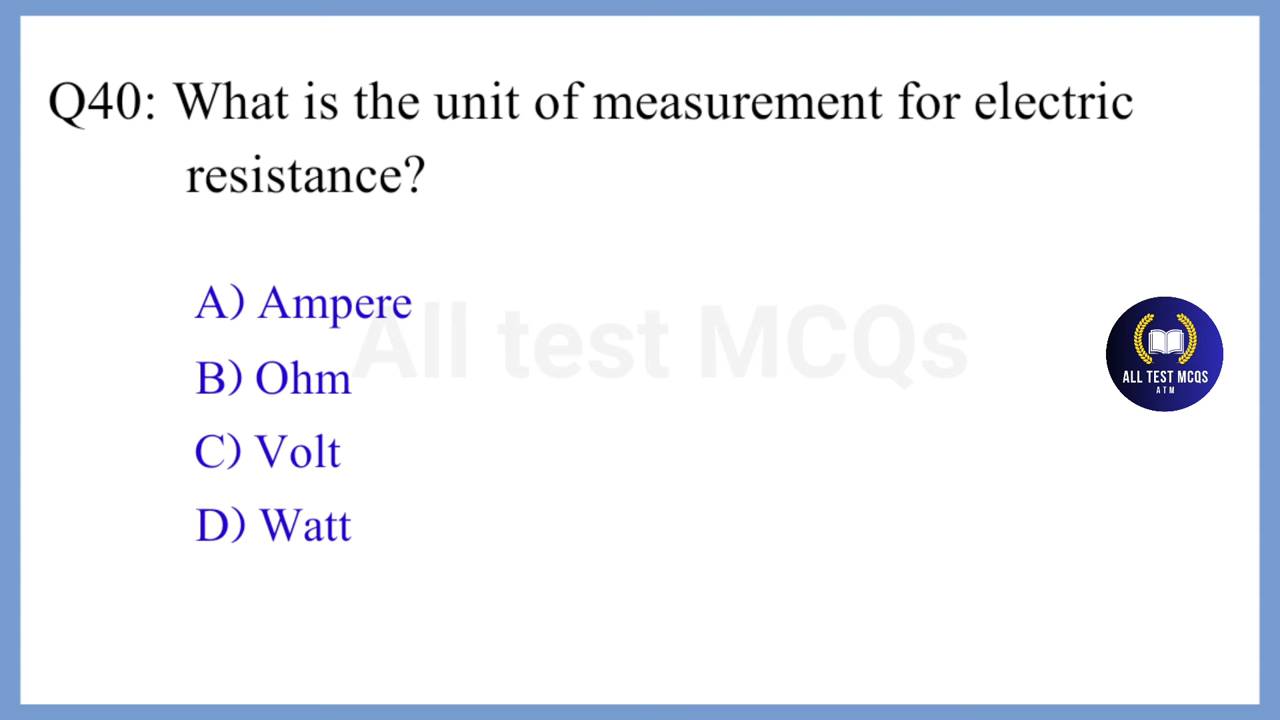 Q40: What is the unit of measurement for electric
resistance?
A) Ampere
All test MCQs
B) Ohm
ALL TEST MCQS
ATM
C) Volt
D) Watt